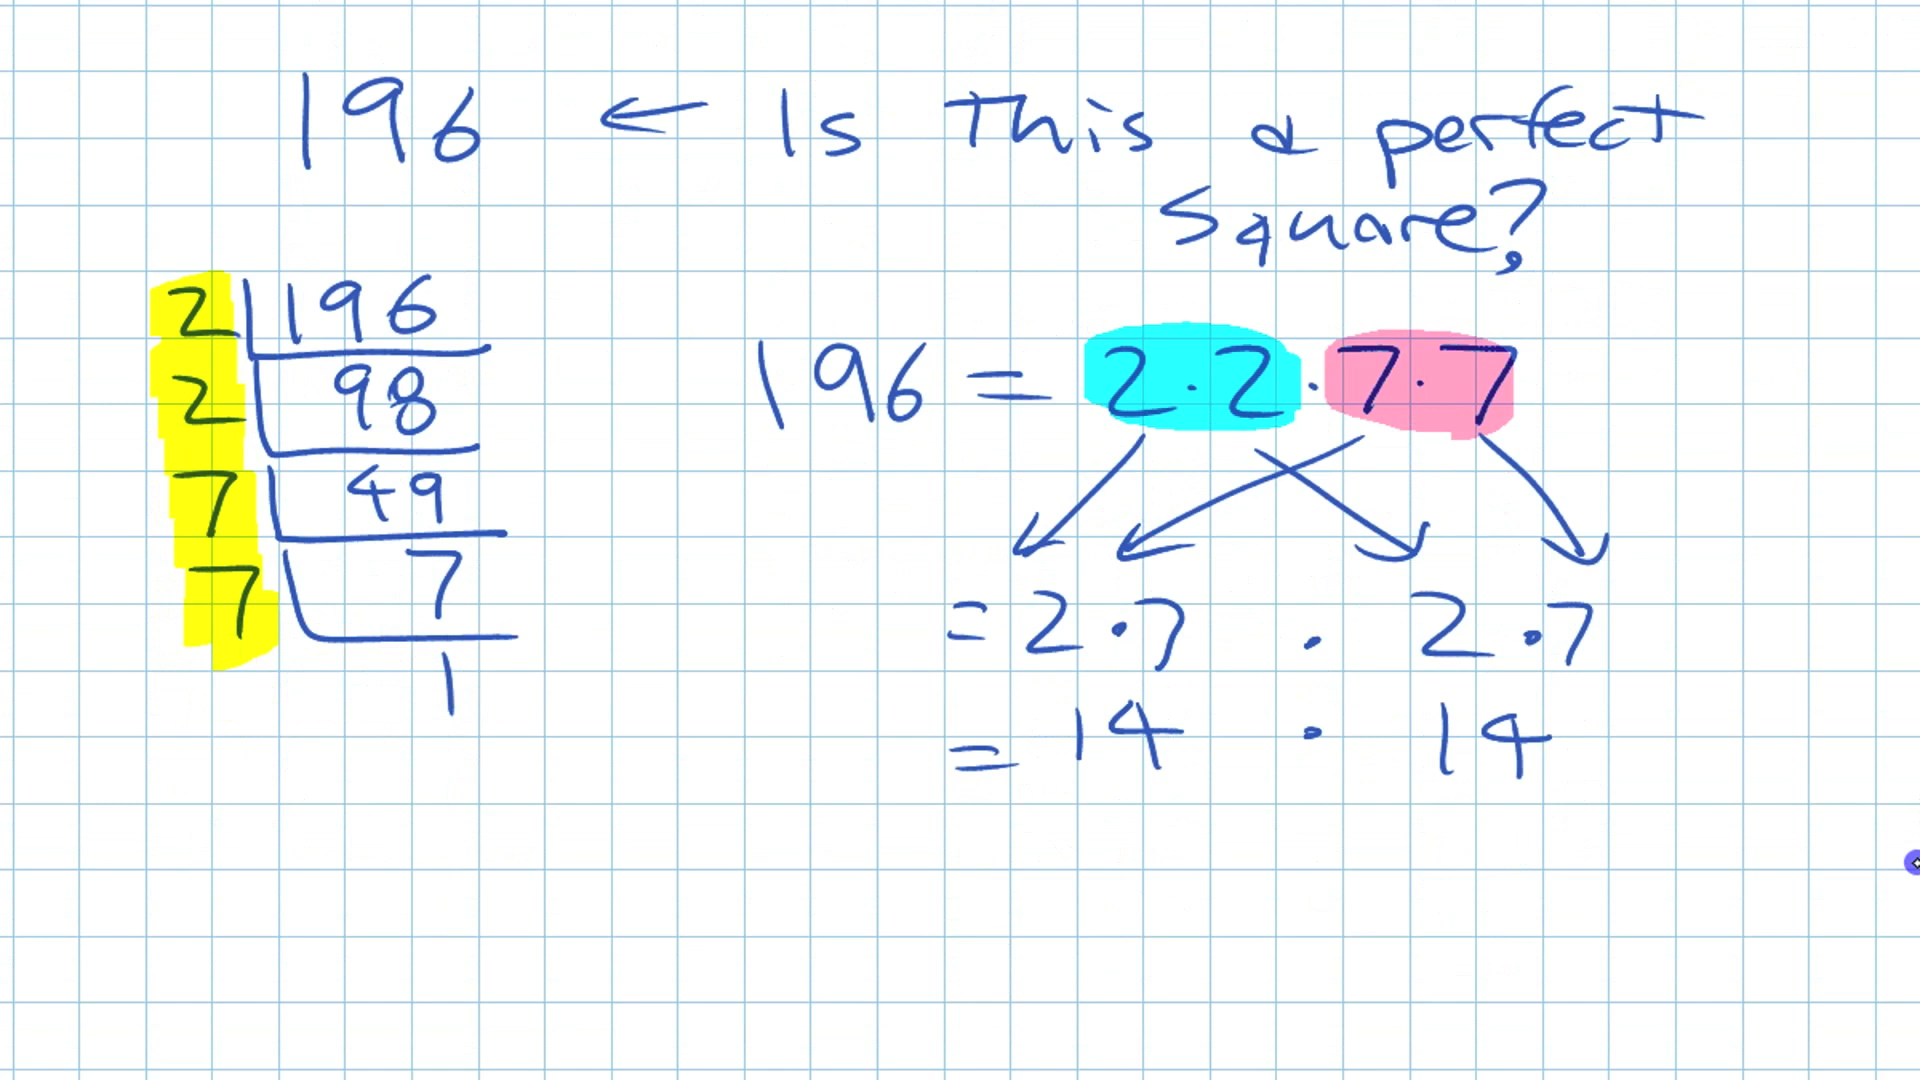 196 ← Is this a perfect
square?
2 196
2 98
7 49
7 7
1
196 = 2 · 2 · 7 · 7
= 2 · 7 · 2 · 7
= 14 · 14